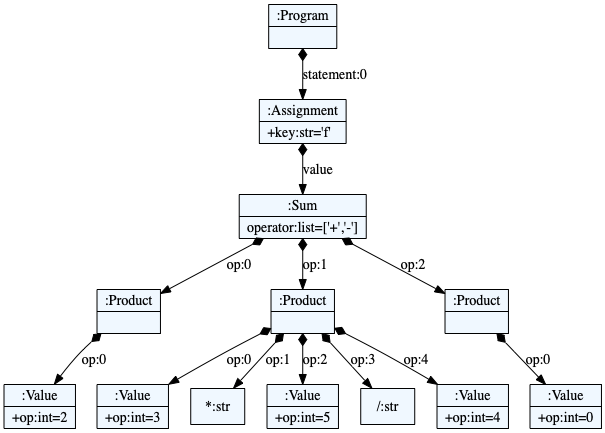 :Program
statement:0
:Assignment
+key:str='f'
value
:Sum
operator:list=['+','-']
op:0
op:1
op:2
:Product
:Product
:Product
op:0
op:0
op:1
op:2
op:3
op:4
op:0
:Value
+op:int=2
:Value
+op:int=3
*:str
:Value
+op:int=5
/:str
:Value
+op:int=4
:Value
+op:int=0